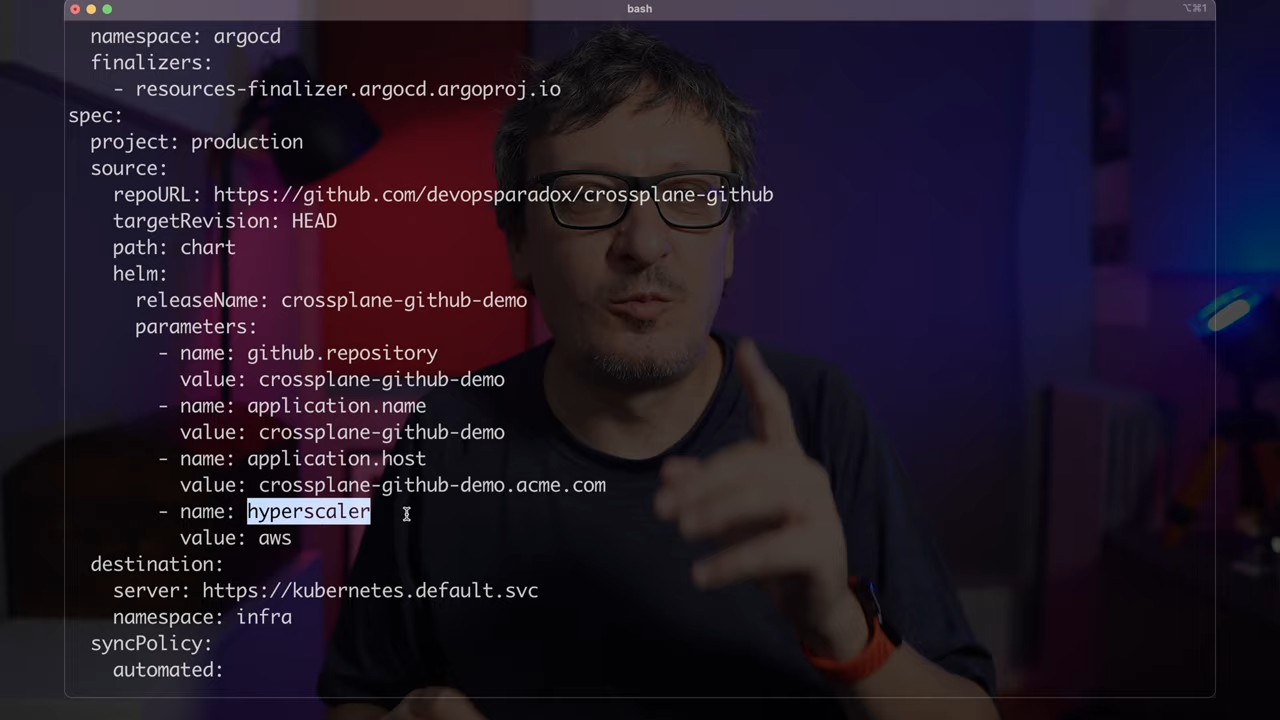 bash
⌥⌘1
namespace: argocd
finalizers:
- resources-finalizer.argocd.argoproj.io
spec:
project: production
source:
repoURL: https://github.com/devopsparadox/crossplane-github
targetRevision: HEAD
path: chart
helm:
releaseName: crossplane-github-demo
parameters:
- name: github.repository
value: crossplane-github-demo
- name: application.name
value: crossplane-github-demo
- name: application.host
value: crossplane-github-demo.acme.com
- name: hyperscaler
value: aws
destination:
server: https://kubernetes.default.svc
namespace: infra
syncPolicy:
automated: